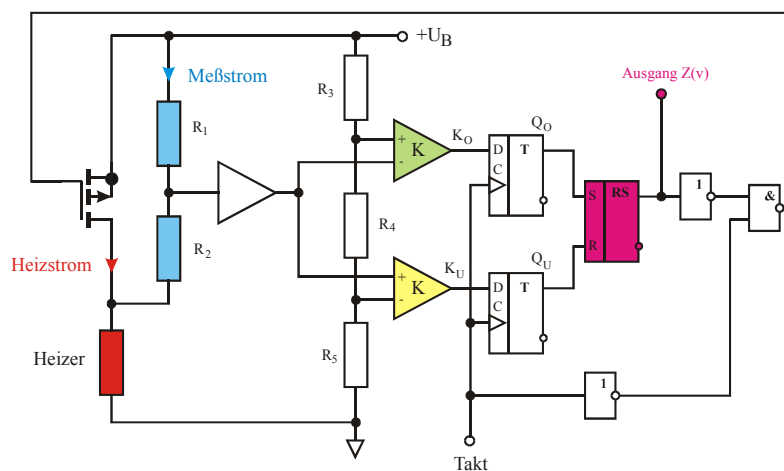 +U_B
Ausgang Z(v)
Meßstrom
R_3
R_1
K_O
Q_O
+
-
K
D
C
T
S
RS
R
1
&
R_4
R_2
Heizstrom
K_U
Q_U
+
-
K
D
C
T
Heizer
R_5
1
Takt